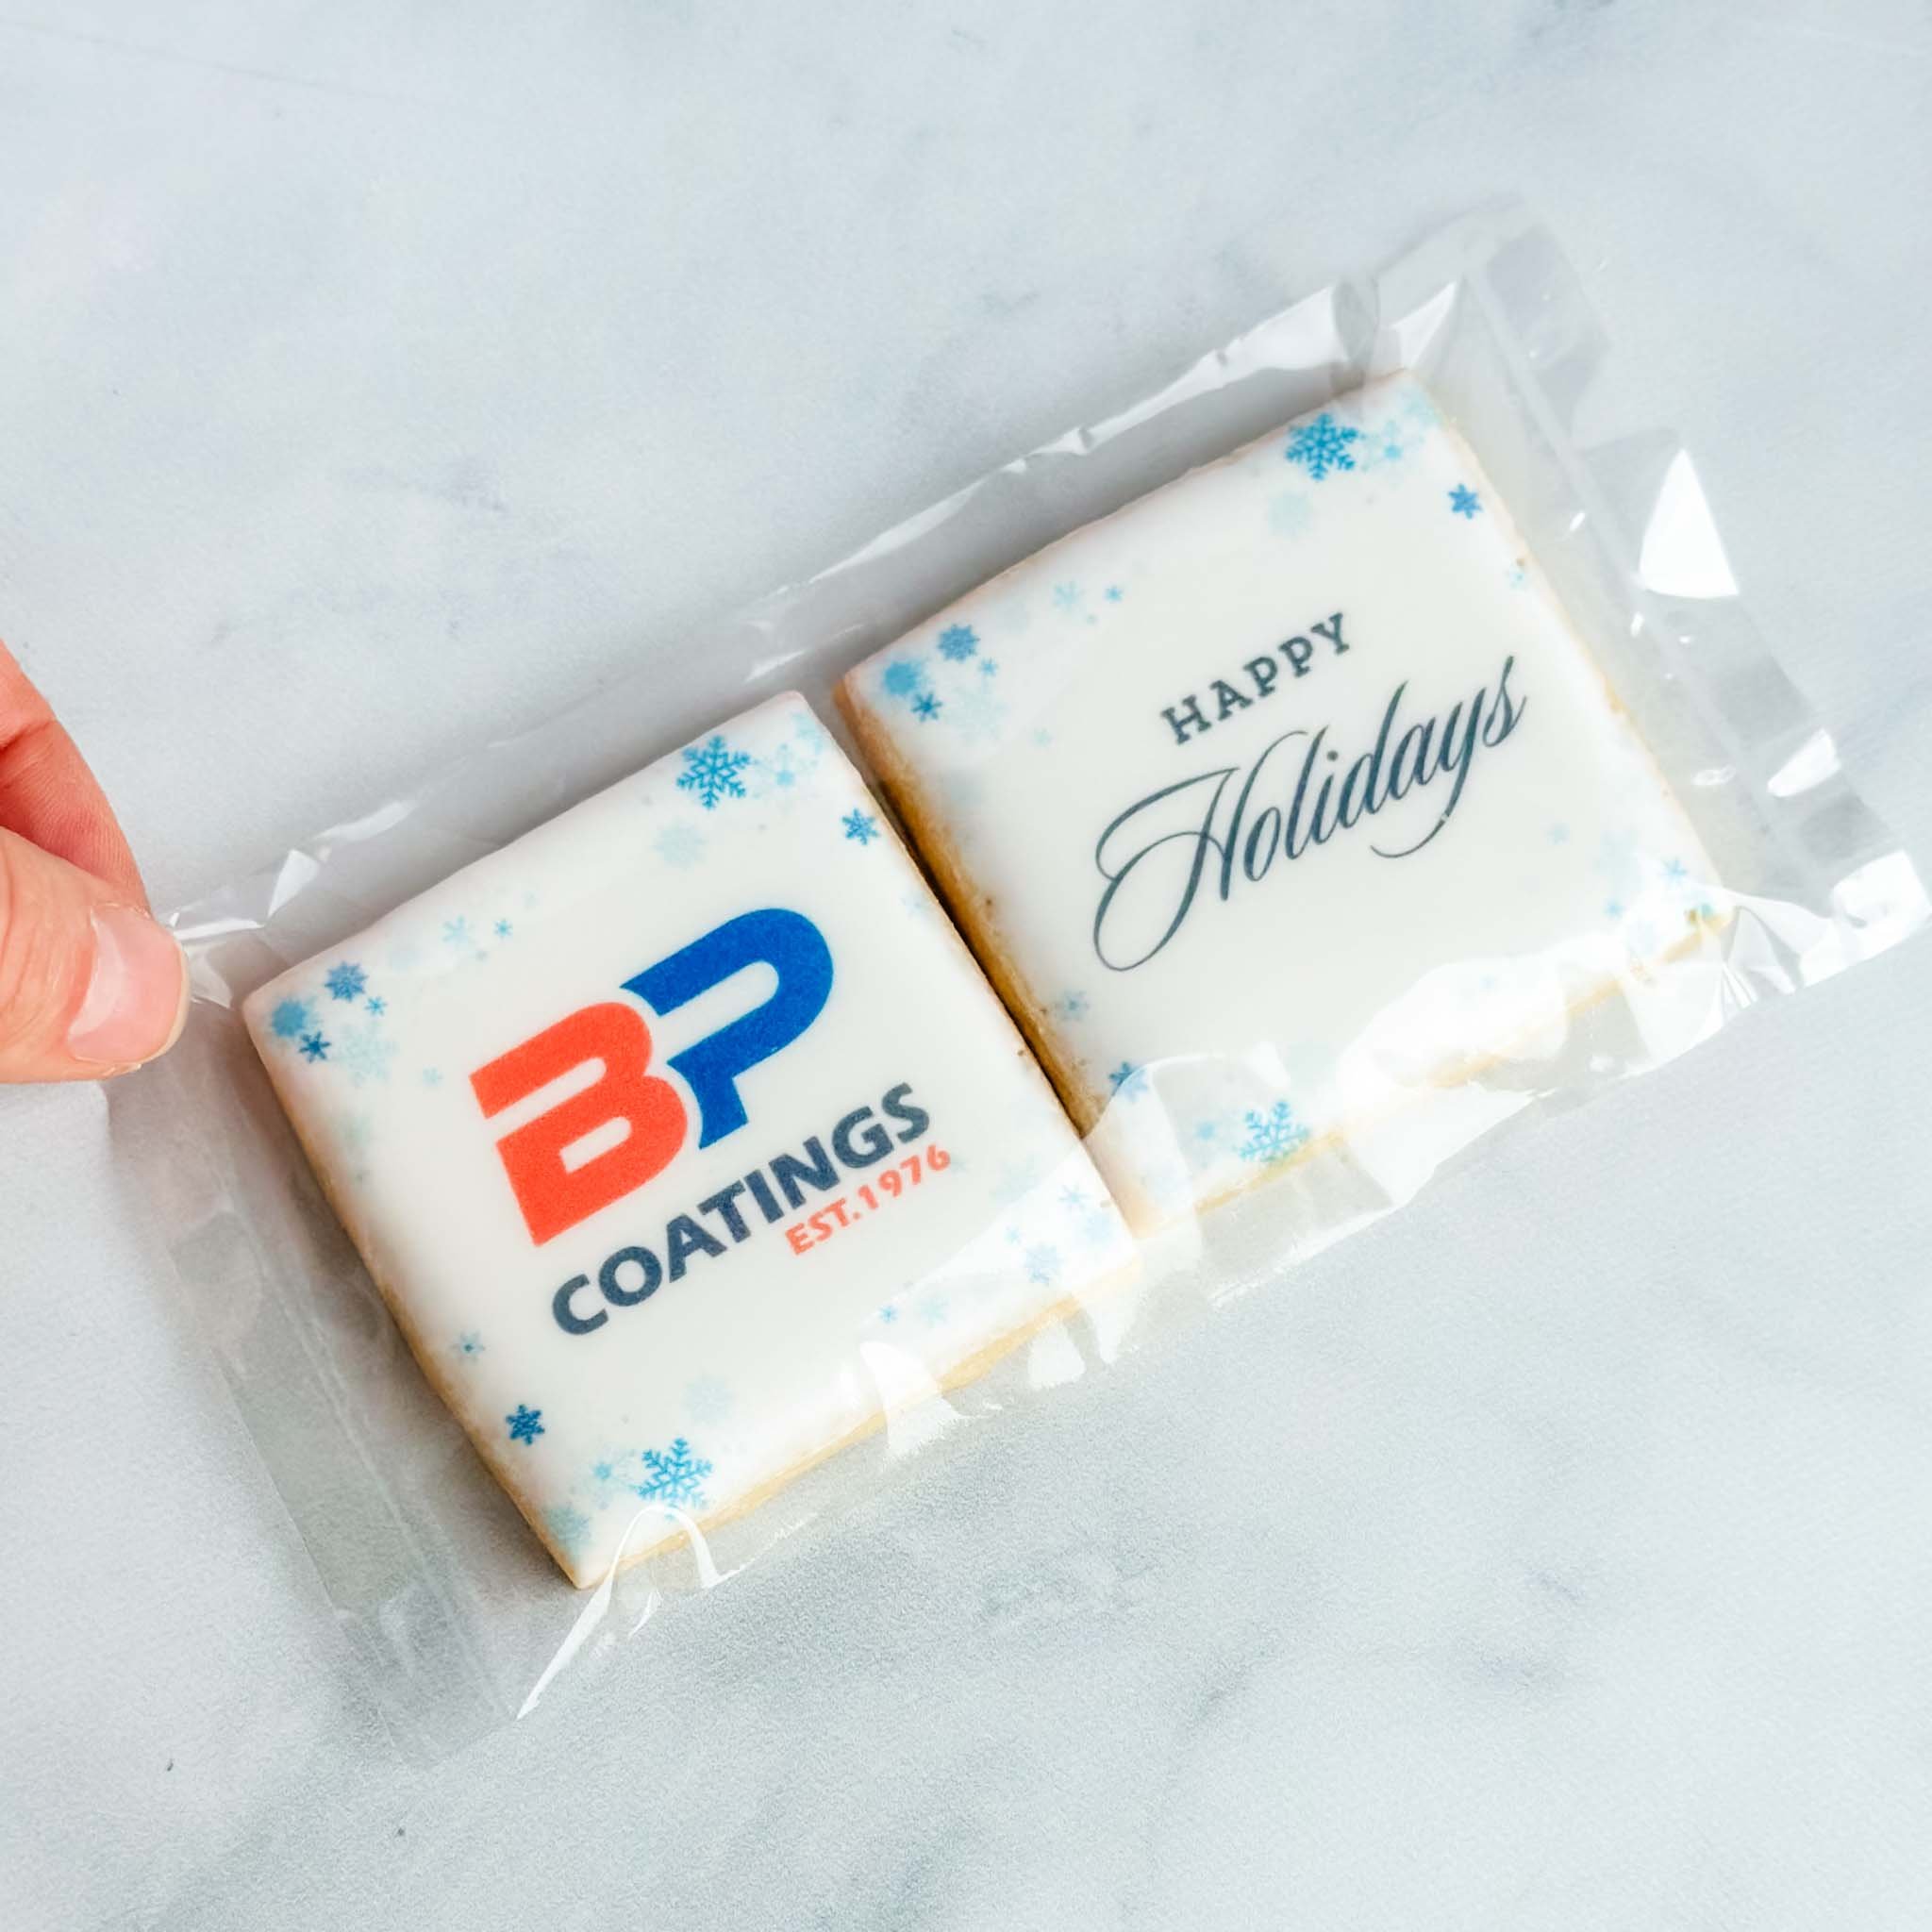 BP
COATINGS
EST.1976
HAPPY
Holidays